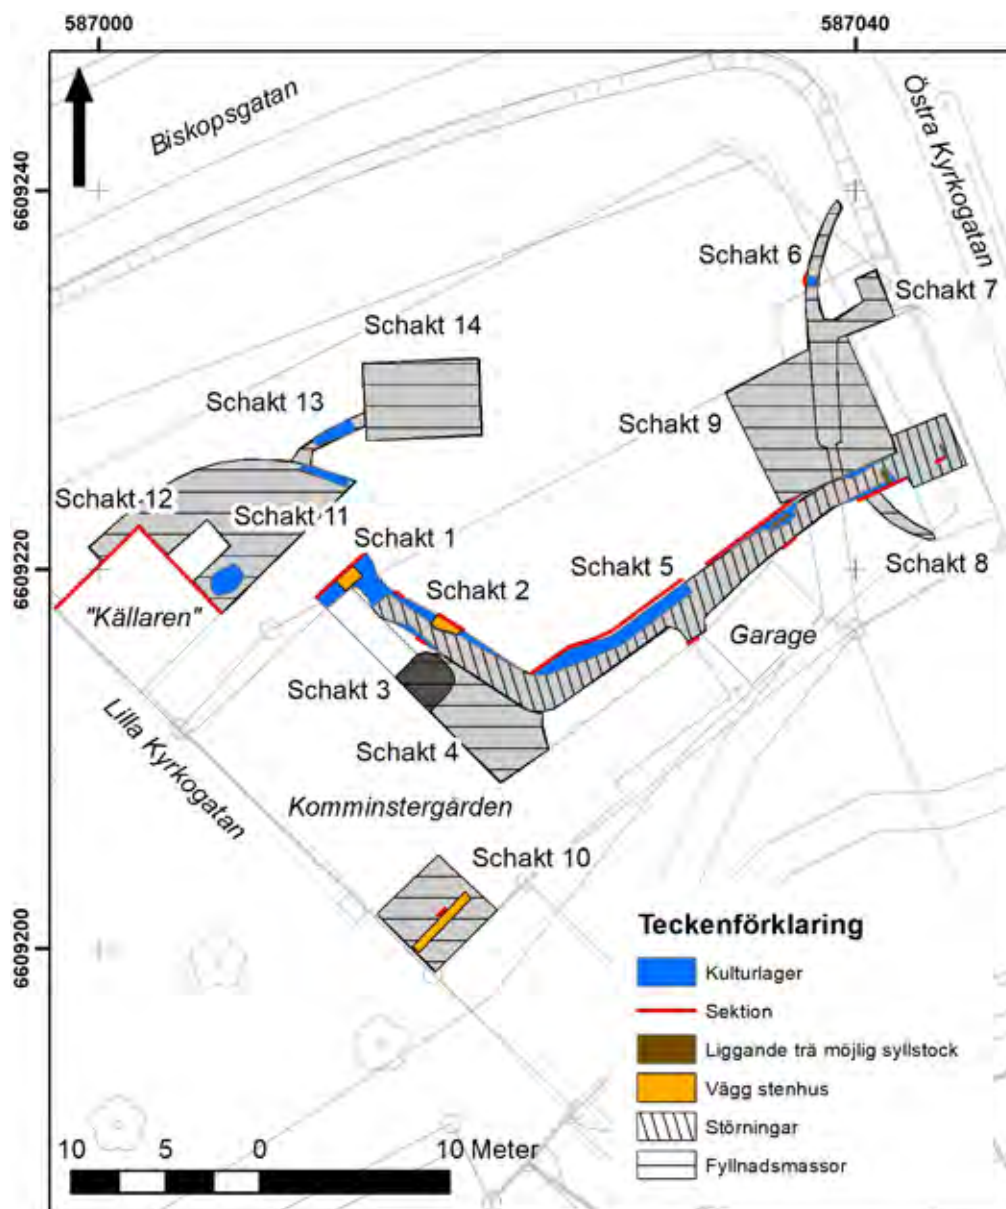 587000
587040
Biskopsgatan
Östra Kyrkogatan
6609240
Schakt 6
Schakt 7
Schakt 14
Schakt 13
Schakt 9
Schakt 12
Schakt 11
Schakt 1
6609220
Schakt 2
Schakt 5
Schakt 8
"Källaren"
Garage
Schakt 3
Lilla Kyrkogatan
Schakt 4
Komminstergården
Schakt 10
6609200
Teckenförklaring
Kulturlager
Sektion
Liggande trä möjlig syllstock
Vägg stenhus
Störningar
Fyllnadsmassor
10 5 0 10 Meter